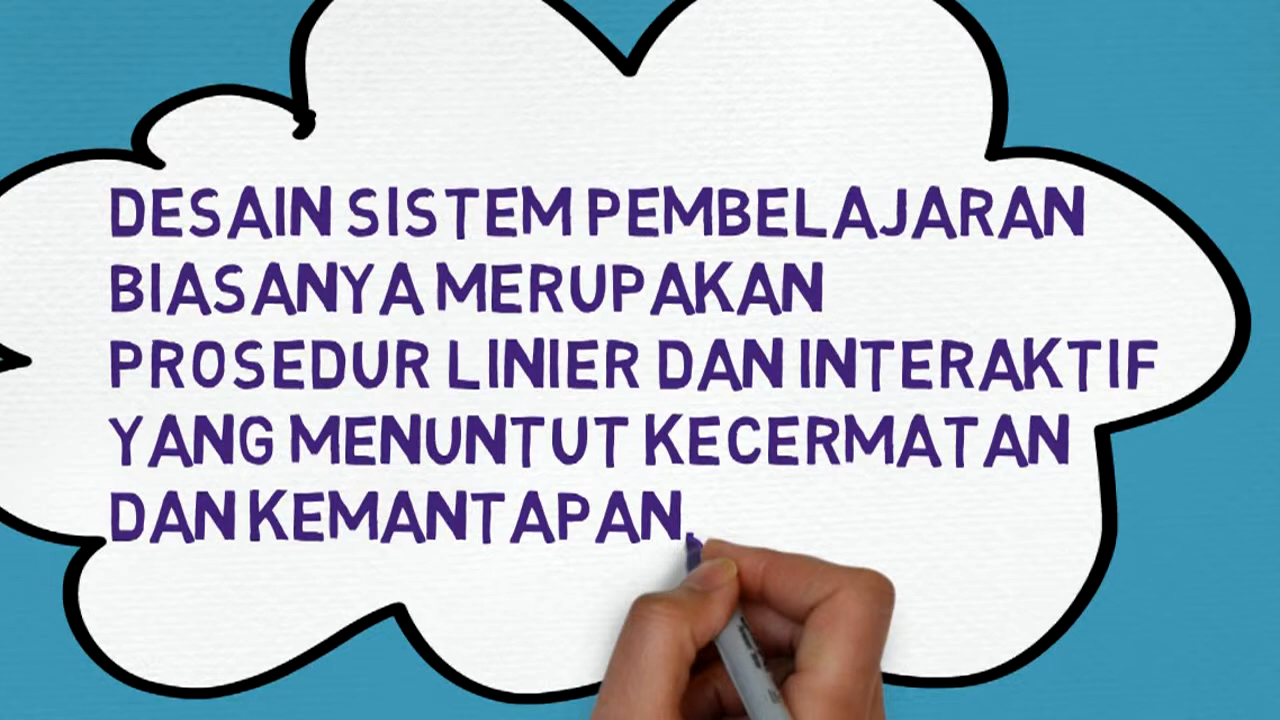 DESAIN SISTEM PEMBELAJARAN
BIASANYA MERUPAKAN
PROSEDUR LINIER DAN INTERAKTIF
YANG MENUNTUT KECERMATAN
DAN KEMANTAPAN.